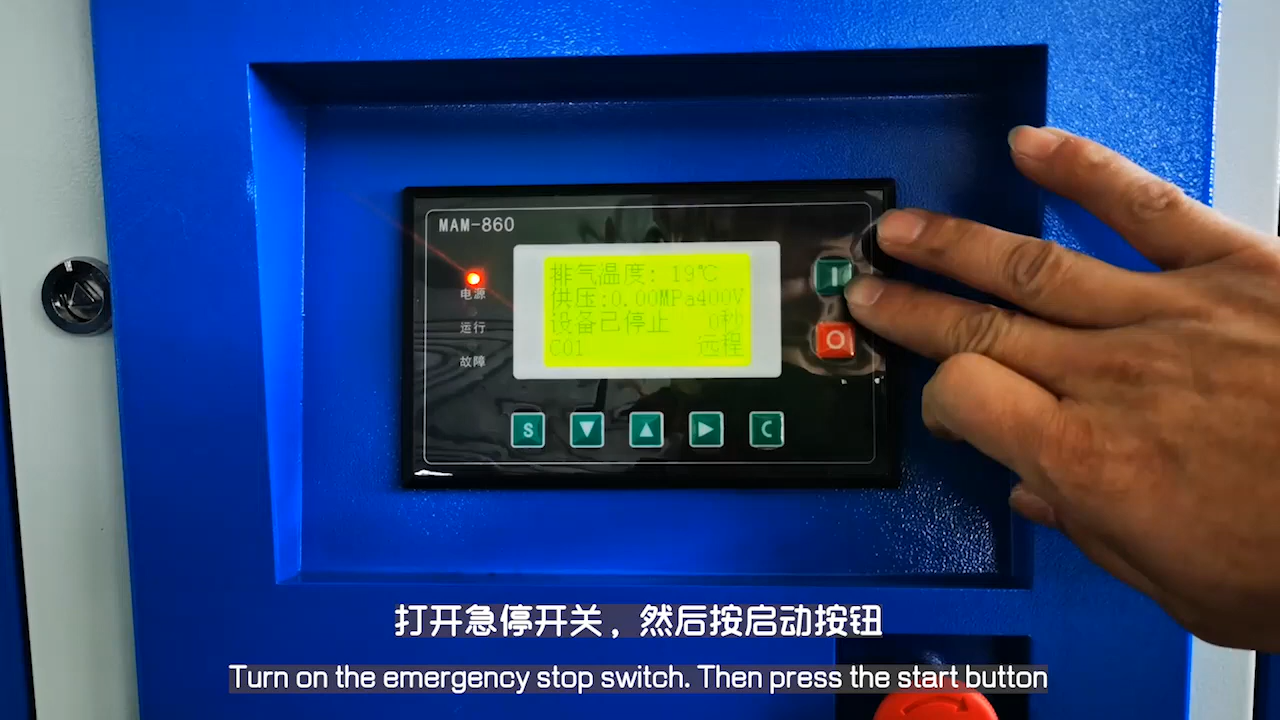 MAM-860
电源
运行
故障
排气温度: 19℃
供压:0.00MPa400V
设备已停止 0秒
C01 远程
S
C
打开急停开关，然后按启动按钮
Turn on the emergency stop switch. Then press the start button